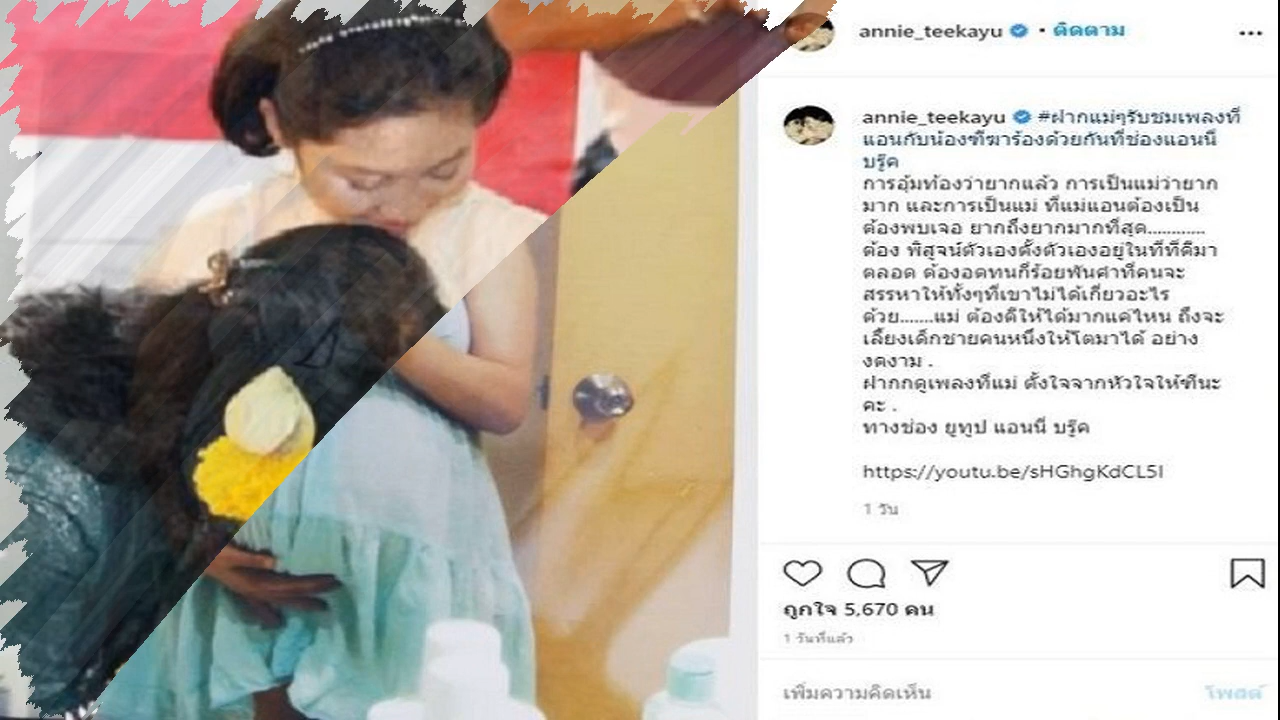 annie_teekayu • ติดตาม
annie_teekayu #ฝากแม่ๆรับชมเพลงที่
แอนกับน้องฑีฆาร้องด้วยกันที่ช่องแอนนี่
บรู๊ค
การอุ้มท้องว่ายากแล้ว การเป็นแม่ว่ายาก
มาก และการเป็นแม่ ที่แม่แอนต้องเป็น
ต้องพบเจอ ยากถึงยากมากที่สุด............
ต้อง พิสูจน์ตัวเองตั้งตัวเองอยู่ในที่ที่ดีมา
ตลอด ต้องอดทนกี่ร้อยพันคำที่คนจะ
สรรหาให้ทั้งๆที่เขาไม่ได้เกี่ยวอะไร
ด้วย.......แม่ ต้องดีให้ได้มากแค่ไหน ถึงจะ
เลี้ยงเด็กชายคนหนึ่งให้โตมาได้ อย่าง
งดงาม .
ฝากกดูเพลงที่แม่ ตั้งใจจากหัวใจให้ฑีนะ
คะ .
ทางช่อง ยูทูป แอนนี่ บรู๊ค
https://youtu.be/sHGhgKdCL5I
1 วัน
ถูกใจ 5,670 คน
1 วันที่แล้ว
เพิ่มความคิดเห็น
โพสต์